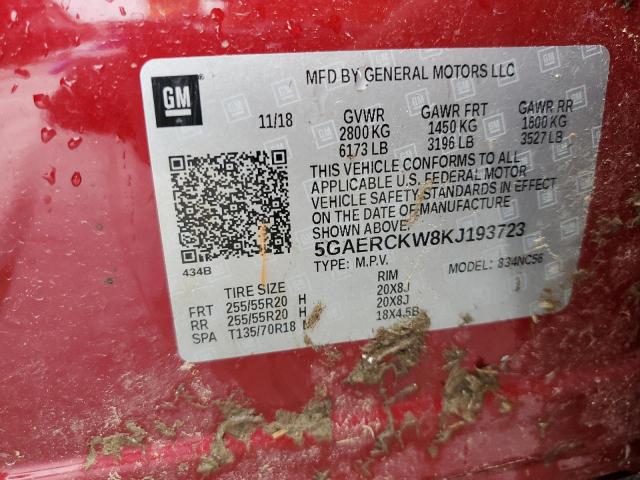 MFD BY GENERAL MOTORS LLC
GM
11/18
GVWR GAWR FRT GAWR RR
2800 KG 1450 KG 1600 KG
6173 LB 3196 LB 3527 LB
THIS VEHICLE CONFORMS TO ALL
APPLICABLE U.S. FEDERAL MOTOR
VEHICLE SAFETY STANDARDS IN EFFECT
ON THE DATE OF MANUFACTURE
SHOWN ABOVE.
5GAERCKW8KJ193723
434B
TYPE: M.P.V. MODEL: 834NC56
TIRE SIZE RIM
FRT 255/55R20 H 20X8J
RR 255/55R20 H 20X8J
SPA T135/70R18 M 18X4.5B